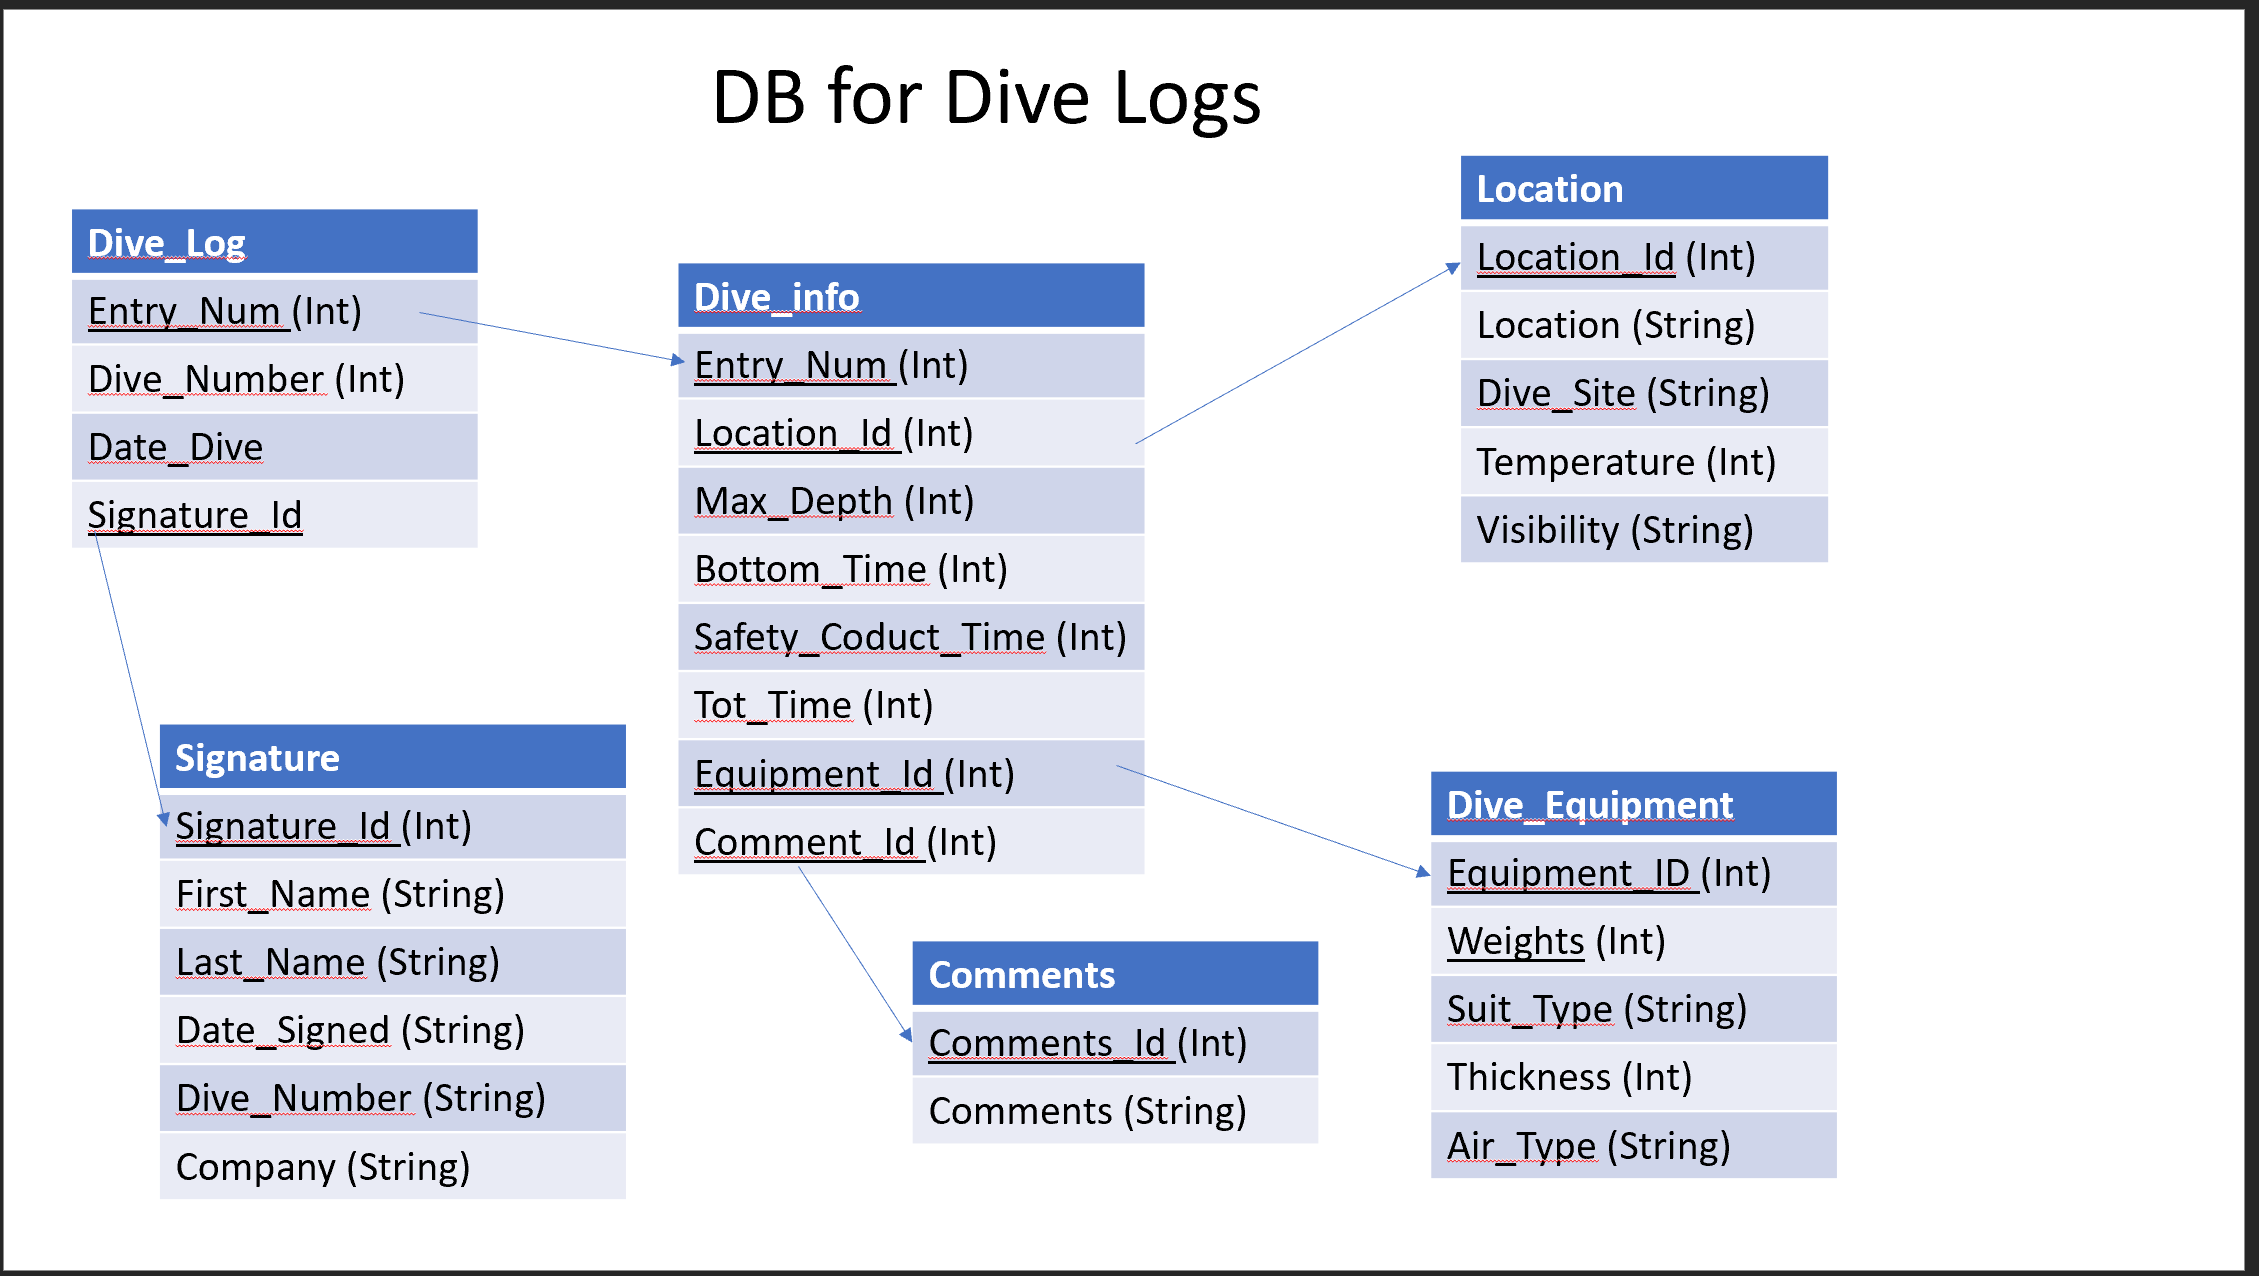 DB for Dive Logs
Dive_Log
Entry_Num (Int)
Dive_Number (Int)
Date_Dive
Signature_Id
Dive_info
Entry_Num (Int)
Location_Id (Int)
Max_Depth (Int)
Bottom_Time (Int)
Safety_Coduct_Time (Int)
Tot_Time (Int)
Equipment_Id (Int)
Comment_Id (Int)
Location
Location_Id (Int)
Location (String)
Dive_Site (String)
Temperature (Int)
Visibility (String)
Signature
Signature_Id (Int)
First_Name (String)
Last_Name (String)
Date_Signed (String)
Dive_Number (String)
Company (String)
Comments
Comments_Id (Int)
Comments (String)
Dive_Equipment
Equipment_ID (Int)
Weights (Int)
Suit_Type (String)
Thickness (Int)
Air_Type (String)